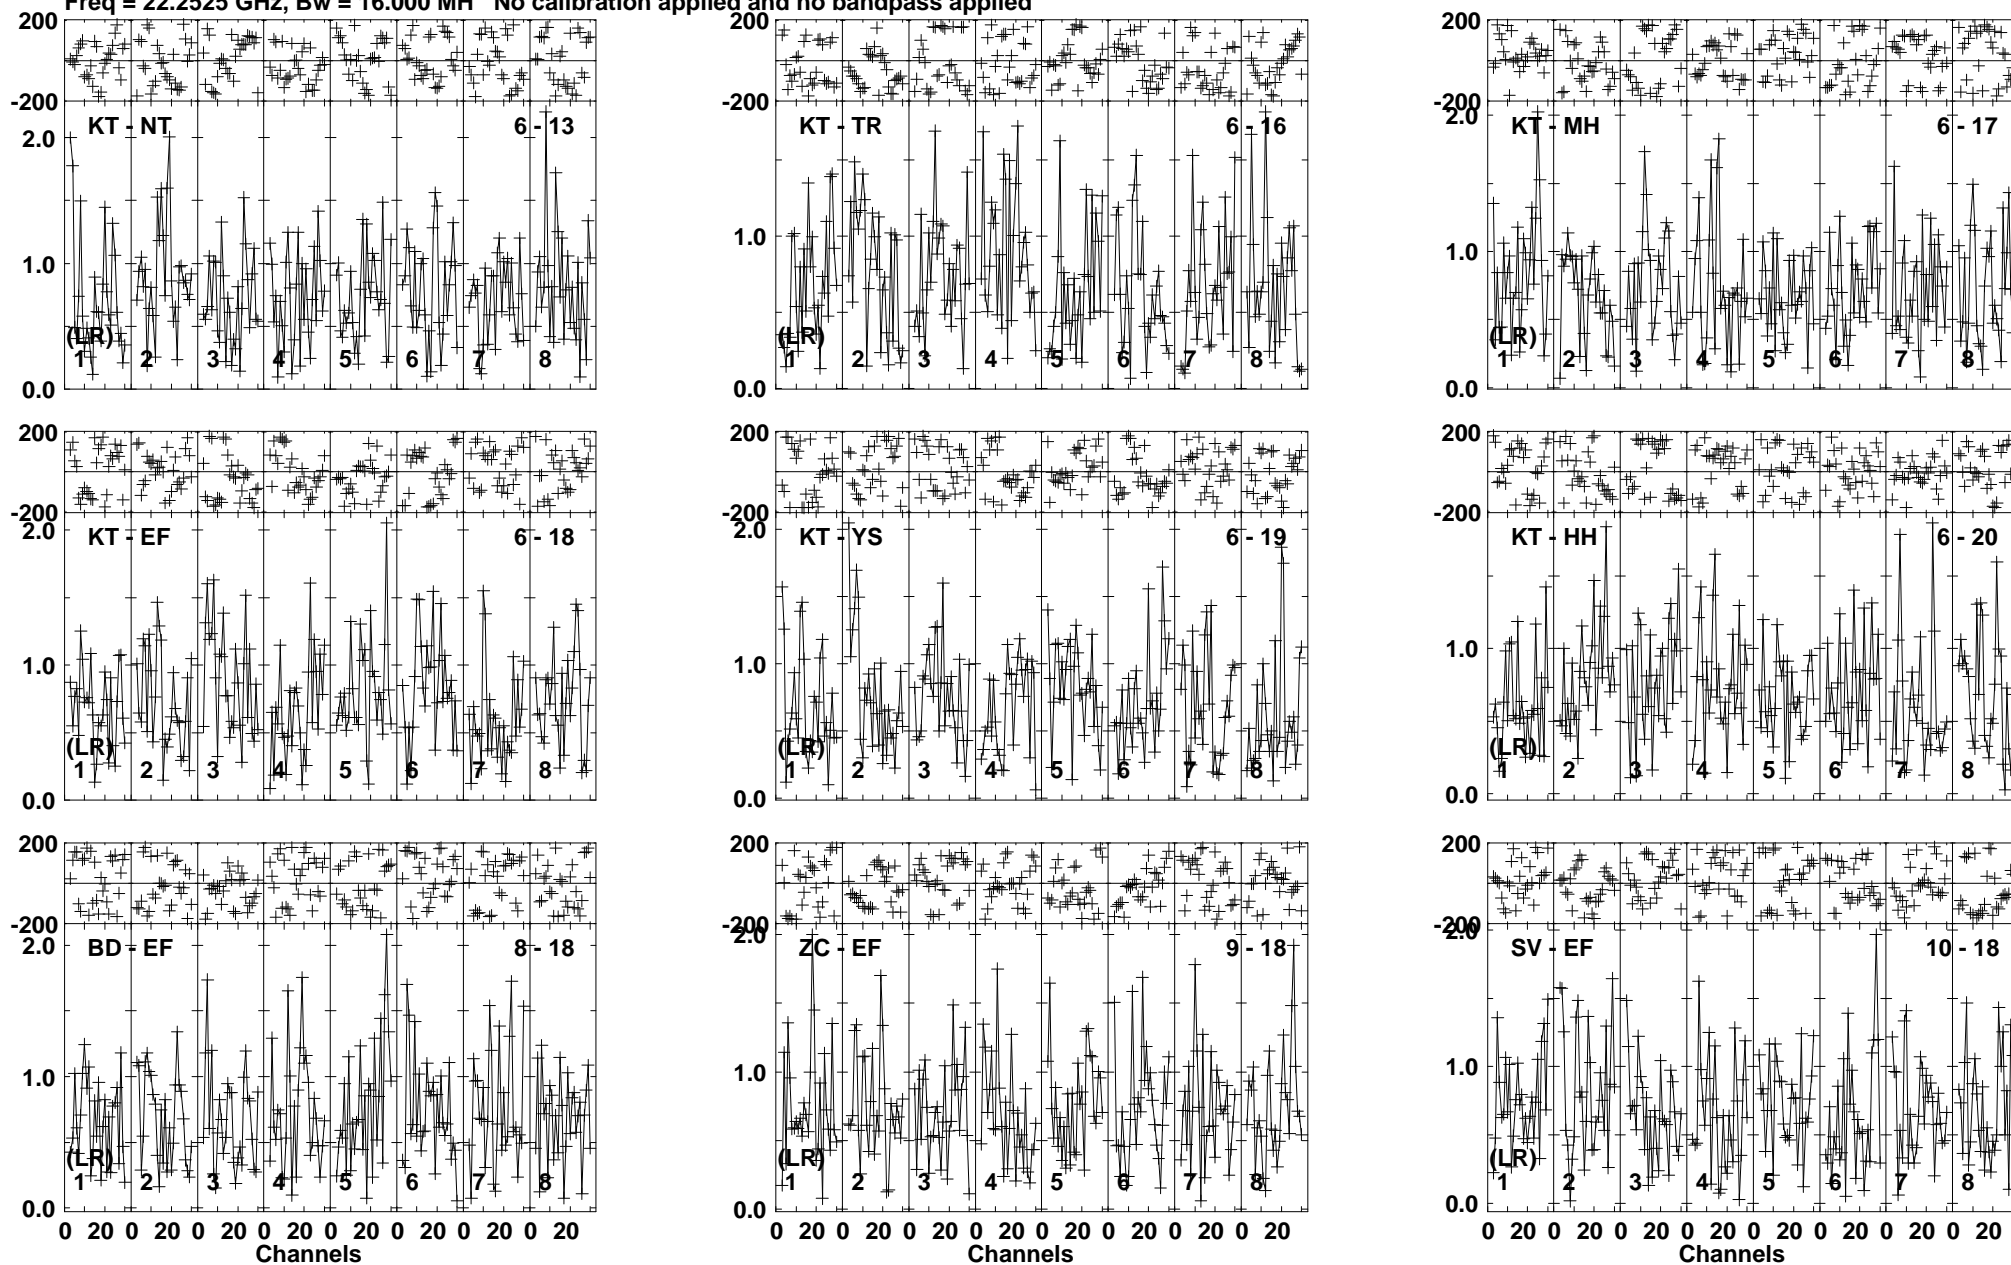 Freq = 22.2525 GHz, Bw = 16.000 MH No calibration applied and no bandpass applied
200 200 200
-200 -200 -200
KT - NT 6 - 13 KT - TR 6 - 16 KT - MH 6 - 17
2.0 2.0
1.0 1.0 1.0
(LR) (LR) (LR)
1 2 3 4 5 6 7 8 1 2 3 4 5 6 7 8 1 2 3 4 5 6 7 8
0.0 0.0 0.0
200 200 200
-200 -200 -200
KT - EF 6 - 18 KT - YS 6 - 19 KT - HH 6 - 20
2.0 2.0
1.0 1.0 1.0
(LR) (LR) (LR)
1 2 3 4 5 6 7 8 1 2 3 4 5 6 7 8 1 2 3 4 5 6 7 8
0.0 0.0 0.0
200 200 200
-200 -200 -200
BD - EF 8 - 18 ZC - EF 9 - 18 SV - EF 10 - 18
2.0 2.0 2.0
1.0 1.0 1.0
(LR) (LR) (LR)
1 2 3 4 5 6 7 8 1 2 3 4 5 6 7 8 1 2 3 4 5 6 7 8
0.0 0.0 0.0
0 20 0 20 0 20 0 20 0 20 0 20 0 20 0 20 0 20 0 20 0 20 0 20 0 20 0 20 0 20 0 20 0 20 0 20 0 20 0 20 0 20 0 20 0 20 0 20
Channels Channels Channels